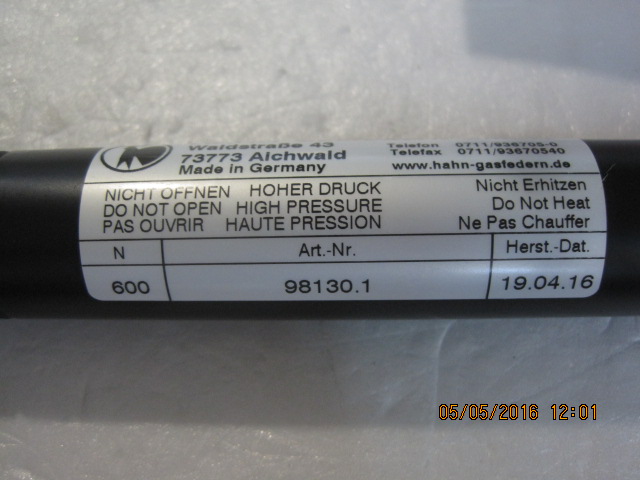 Waldstraße 43
73773 Aichwald
Made in Germany
Telefon 0711/936705-0
Telefax 0711/93670540
www.hahn-gasfedern.de
NICHT ÖFFNEN HOHER DRUCK
DO NOT OPEN HIGH PRESSURE
PAS OUVRIR HAUTE PRESSION
Nicht Erhitzen
Do Not Heat
Ne Pas Chauffer
N Art.-Nr. Herst.-Dat.
600 98130.1 19.04.16
05/05/2016 12:01